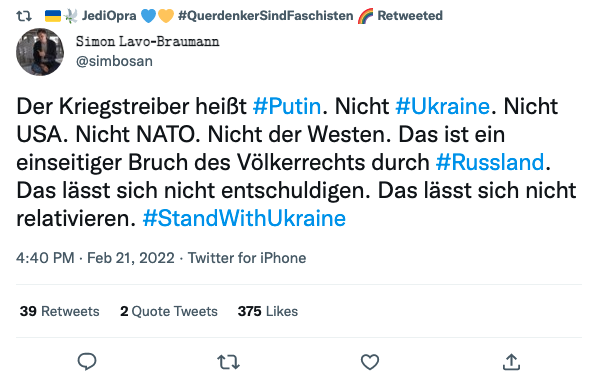 🇺🇦🕊️ JediOpra 💙🧡 #QuerdenkerSindFaschisten 🌈 Retweeted
Simon Lavo-Braumann
@simbosan
Der Kriegstreiber heißt #Putin. Nicht #Ukraine. Nicht
USA. Nicht NATO. Nicht der Westen. Das ist ein
einseitiger Bruch des Völkerrechts durch #Russland.
Das lässt sich nicht entschuldigen. Das lässt sich nicht
relativieren. #StandWithUkraine
4:40 PM · Feb 21, 2022 · Twitter for iPhone
39 Retweets 2 Quote Tweets 375 Likes